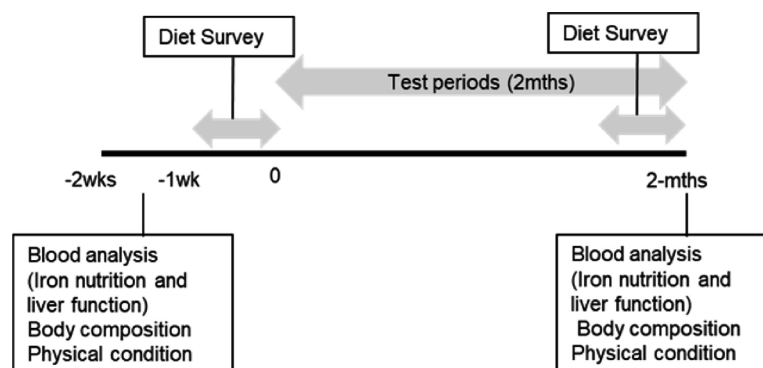 Diet Survey
Diet Survey
Test periods (2mths)
-2wks
-1wk
0
2-mths
Blood analysis
(Iron nutrition and
liver function)
Body composition
Physical condition
Blood analysis
(Iron nutrition and
liver function)
Body composition
Physical condition